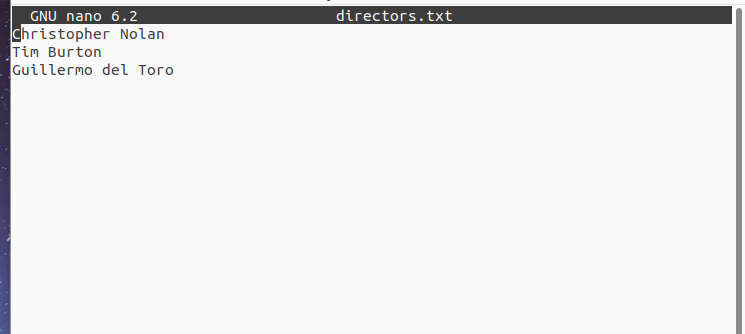 GNU nano 6.2 directors.txt
Christopher Nolan
Tim Burton
Guillermo del Toro